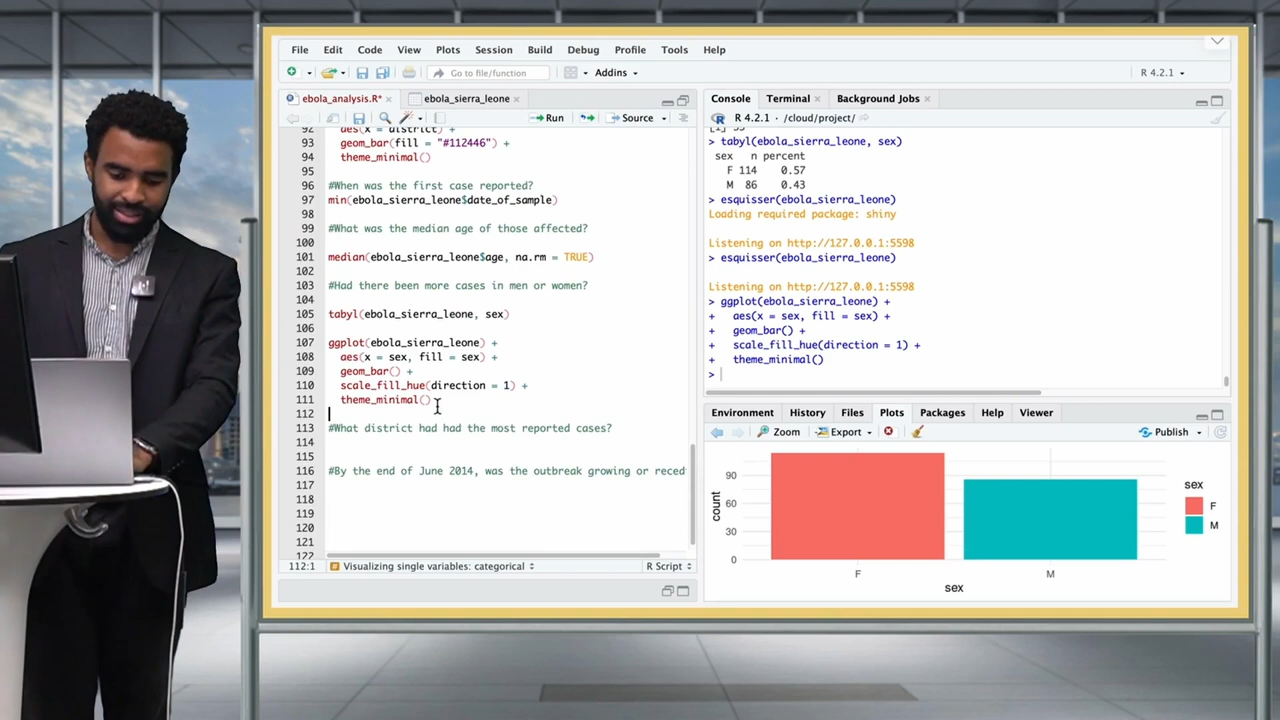 File Edit Code View Plots Session Build Debug Profile Tools Help
Go to file/function
Addins
R 4.2.1
ebola_analysis.R*
ebola_sierra_leone
Run
Source
92 aes(x = district) +
93 geom_bar(fill = "#112446") +
94 theme_minimal()
95
96 #When was the first case reported?
97 min(ebola_sierra_leone$date_of_sample)
98
99 #What was the median age of those affected?
100
101 median(ebola_sierra_leone$age, na.rm = TRUE)
102
103 #Had there been more cases in men or women?
104
105 tabyl(ebola_sierra_leone, sex)
106
107 ggplot(ebola_sierra_leone) +
108 aes(x = sex, fill = sex) +
109 geom_bar() +
110 scale_fill_hue(direction = 1) +
111 theme_minimal()
112
113 #What district had had the most reported cases?
114
115
116 #By the end of June 2014, was the outbreak growing or reced
117
118
119
120
121
122
112:1 Visualizing single variables: categorical R Script
Console Terminal Background Jobs
R 4.2.1 · /cloud/project/
> tabyl(ebola_sierra_leone, sex)
sex n percent
F 114 0.57
M 86 0.43
> esquisser(ebola_sierra_leone)
Loading required package: shiny
Listening on http://127.0.0.1:5598
> esquisser(ebola_sierra_leone)
Listening on http://127.0.0.1:5598
> ggplot(ebola_sierra_leone) +
+ aes(x = sex, fill = sex) +
+ geom_bar() +
+ scale_fill_hue(direction = 1) +
+ theme_minimal()
>
Environment History Files Plots Packages Help Viewer
Zoom Export Publish
count
90
60
30
0
F M
sex
sex
F
M